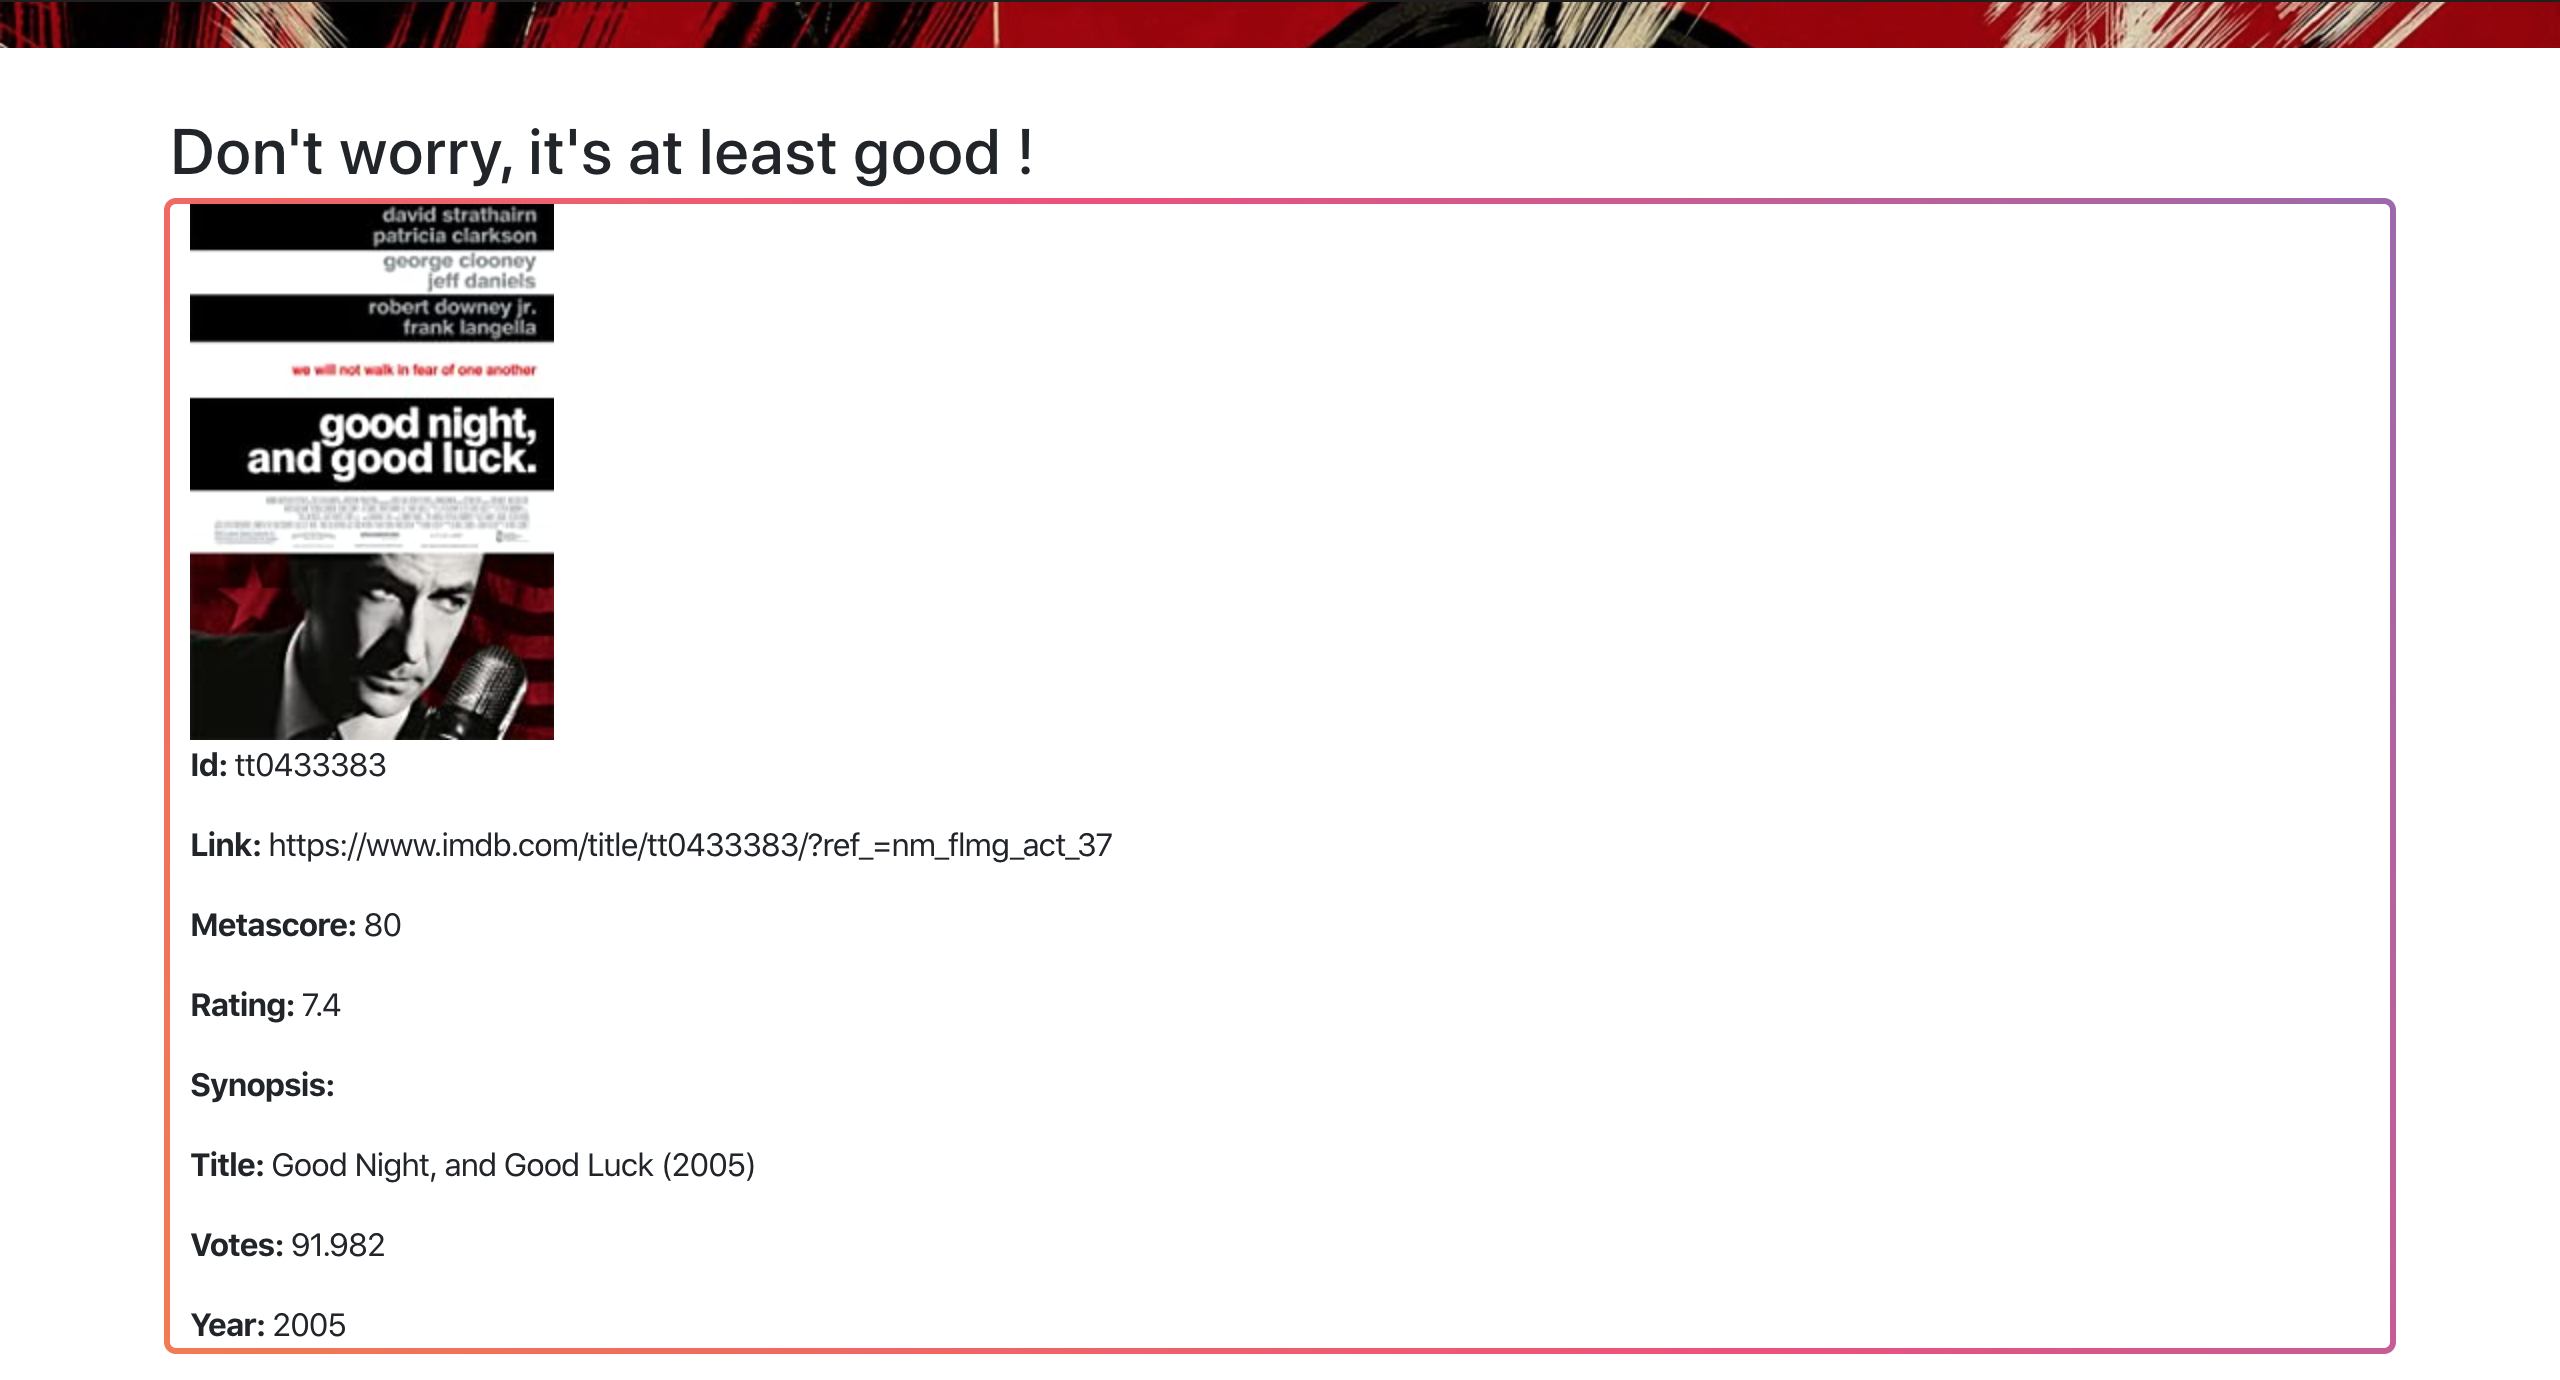 Don't worry, it's at least good !
david strathairn
patricia clarkson
george clooney
jeff daniels
robert downey jr.
frank langella
we will not walk in fear of one another
good night,
and good luck.
Id: tt0433383
Link: https://www.imdb.com/title/tt0433383/?ref_=nm_flmg_act_37
Metascore: 80
Rating: 7.4
Synopsis:
Title: Good Night, and Good Luck (2005)
Votes: 91.982
Year: 2005